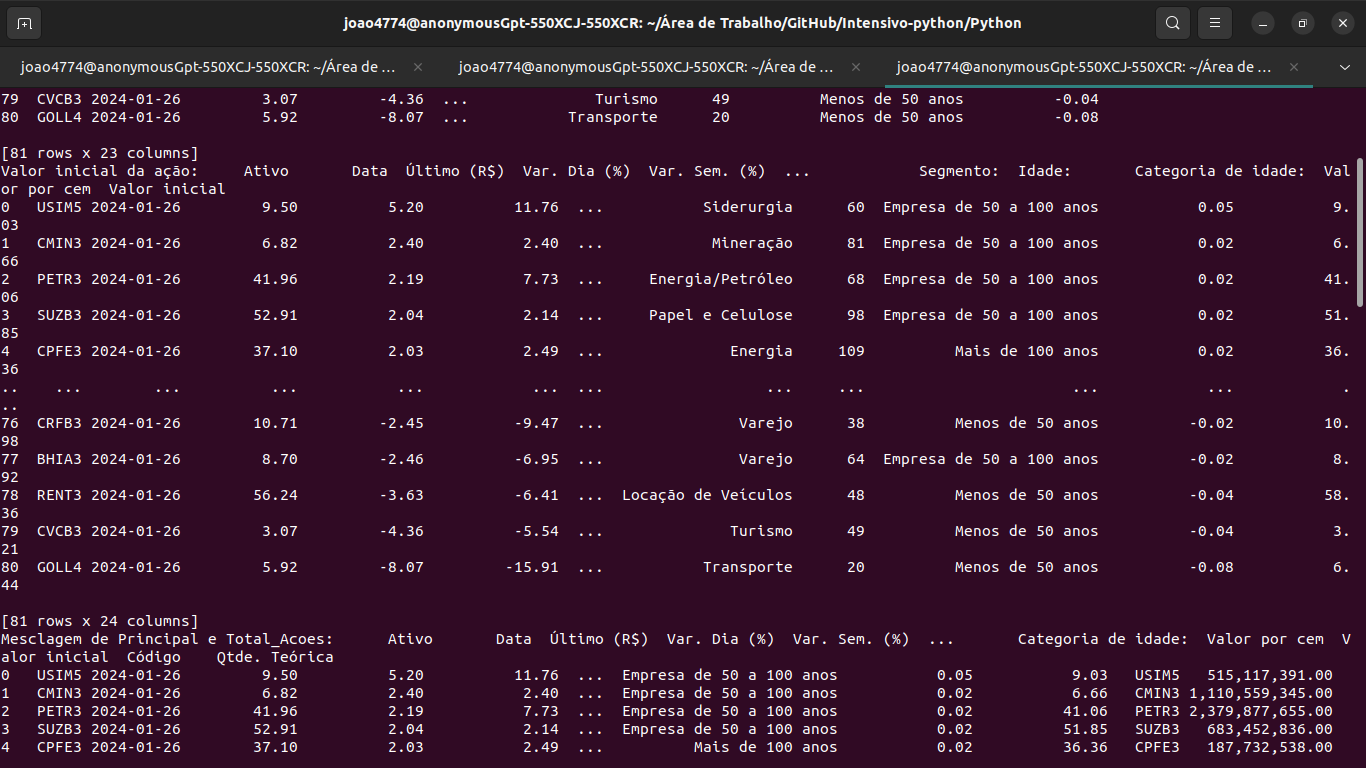 joao4774@anonymousGpt-550XCJ-550XCR: ~/Área de Trabalho/GitHub/Intensivo-python/Python
joao4774@anonymousGpt-550XCJ-550XCR: ~/Área de ... × joao4774@anonymousGpt-550XCJ-550XCR: ~/Área de ... × joao4774@anonymousGpt-550XCJ-550XCR: ~/Área de ... ×
79 CVCB3 2024-01-26 3.07 -4.36 ... Turismo 49 Menos de 50 anos -0.04
80 GOLL4 2024-01-26 5.92 -8.07 ... Transporte 20 Menos de 50 anos -0.08
[81 rows x 23 columns]
Valor inicial da ação: Ativo Data Último (R$) Var. Dia (%) Var. Sem. (%) ... Segmento: Idade: Categoria de idade: Val
or por cem Valor inicial
0 USIM5 2024-01-26 9.50 5.20 11.76 ... Siderurgia 60 Empresa de 50 a 100 anos 0.05 9.
03
1 CMIN3 2024-01-26 6.82 2.40 2.40 ... Mineração 81 Empresa de 50 a 100 anos 0.02 6.
66
2 PETR3 2024-01-26 41.96 2.19 7.73 ... Energia/Petróleo 68 Empresa de 50 a 100 anos 0.02 41.
06
3 SUZB3 2024-01-26 52.91 2.04 2.14 ... Papel e Celulose 98 Empresa de 50 a 100 anos 0.02 51.
85
4 CPFE3 2024-01-26 37.10 2.03 2.49 ... Energia 109 Mais de 100 anos 0.02 36.
36
.. ... ... ... ... ... ... ... ... ... ... .
..
76 CRFB3 2024-01-26 10.71 -2.45 -9.47 ... Varejo 38 Menos de 50 anos -0.02 10.
98
77 BHIA3 2024-01-26 8.70 -2.46 -6.95 ... Varejo 64 Empresa de 50 a 100 anos -0.02 8.
92
78 RENT3 2024-01-26 56.24 -3.63 -6.41 ... Locação de Veículos 48 Menos de 50 anos -0.04 58.
36
79 CVCB3 2024-01-26 3.07 -4.36 -5.54 ... Turismo 49 Menos de 50 anos -0.04 3.
21
80 GOLL4 2024-01-26 5.92 -8.07 -15.91 ... Transporte 20 Menos de 50 anos -0.08 6.
44
[81 rows x 24 columns]
Mesclagem de Principal e Total_Acoes: Ativo Data Último (R$) Var. Dia (%) Var. Sem. (%) ... Categoria de idade: Valor por cem V
alor inicial Código Qtde. Teórica
0 USIM5 2024-01-26 9.50 5.20 11.76 ... Empresa de 50 a 100 anos 0.05 9.03 USIM5 515,117,391.00
1 CMIN3 2024-01-26 6.82 2.40 2.40 ... Empresa de 50 a 100 anos 0.02 6.66 CMIN3 1,110,559,345.00
2 PETR3 2024-01-26 41.96 2.19 7.73 ... Empresa de 50 a 100 anos 0.02 41.06 PETR3 2,379,877,655.00
3 SUZB3 2024-01-26 52.91 2.04 2.14 ... Empresa de 50 a 100 anos 0.02 51.85 SUZB3 683,452,836.00
4 CPFE3 2024-01-26 37.10 2.03 2.49 ... Mais de 100 anos 0.02 36.36 CPFE3 187,732,538.00